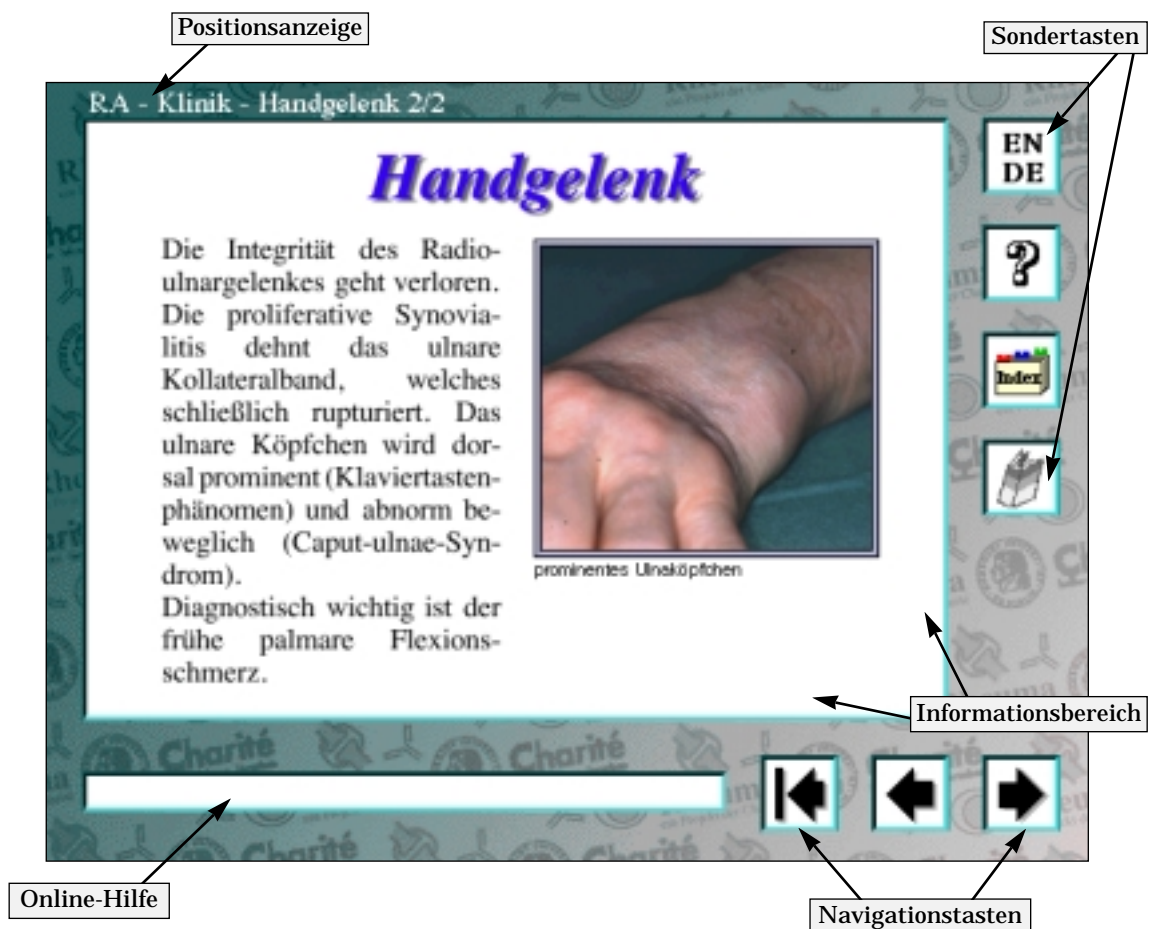 Positionsanzeige
Sondertasten
RA - Klinik - Handgelenk 2/2
EN
DE
Handgelenk
Die Integrität des Radio-
ulnargelenkes geht verloren.
Die proliferative Synovia-
litis dehnt das ulnare
Kollateralband, welches
schließlich rupturiert. Das
ulnare Köpfchen wird dor-
sal prominent (Klaviertasten-
phänomen) und abnorm be-
weglich (Caput-ulnae-Syn-
drom).
Diagnostisch wichtig ist der
frühe palmare Flexions-
schmerz.
prominentes Ulnaköpfchen
?
Index
Informationsbereich
Charité
Charité
Online-Hilfe
Navigationstasten